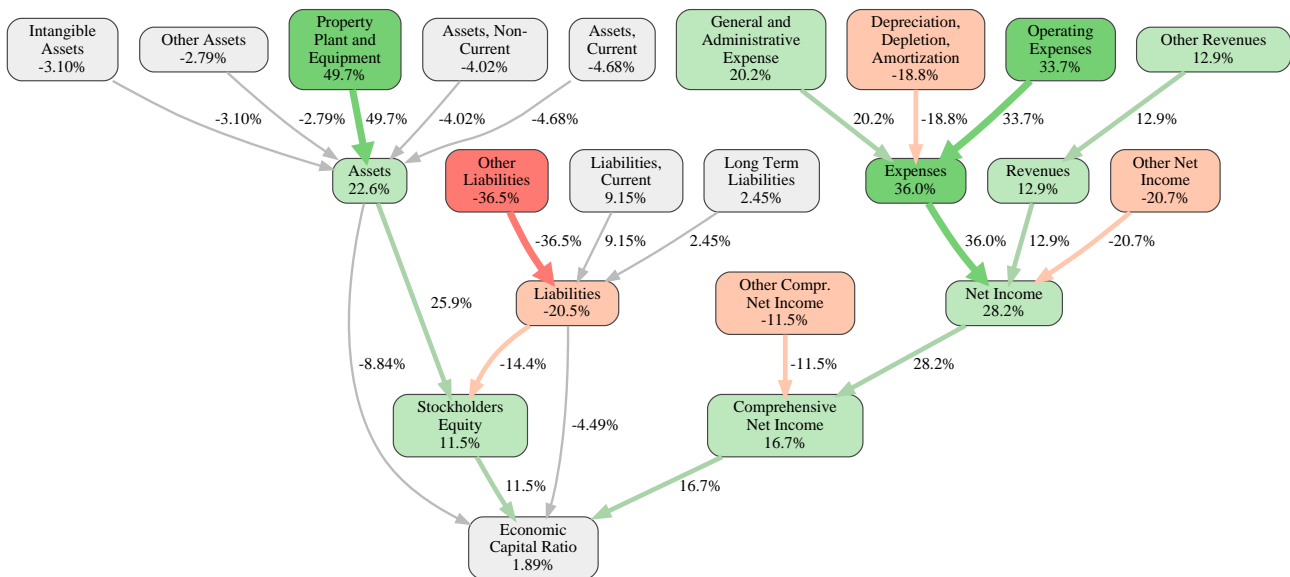 Intangible
Assets
-3.10%
Other Assets
-2.79%
Property
Plant and
Equipment
49.7%
Assets, Non-
Current
-4.02%
Assets,
Current
-4.68%
General and
Administrative
Expense
20.2%
Depreciation,
Depletion,
Amortization
-18.8%
Operating
Expenses
33.7%
Other Revenues
12.9%
-3.10%
-2.79%
49.7%
-4.02%
-4.68%
20.2%
-18.8%
33.7%
12.9%
Assets
22.6%
Other
Liabilities
-36.5%
Liabilities,
Current
9.15%
Long Term
Liabilities
2.45%
Expenses
36.0%
Revenues
12.9%
Other Net
Income
-20.7%
-36.5%
9.15%
2.45%
36.0%
12.9%
-20.7%
25.9%
Liabilities
-20.5%
Other Compr.
Net Income
-11.5%
Net Income
28.2%
-8.84%
-14.4%
-11.5%
28.2%
Stockholders
Equity
11.5%
-4.49%
Comprehensive
Net Income
16.7%
11.5%
16.7%
Economic
Capital Ratio
1.89%